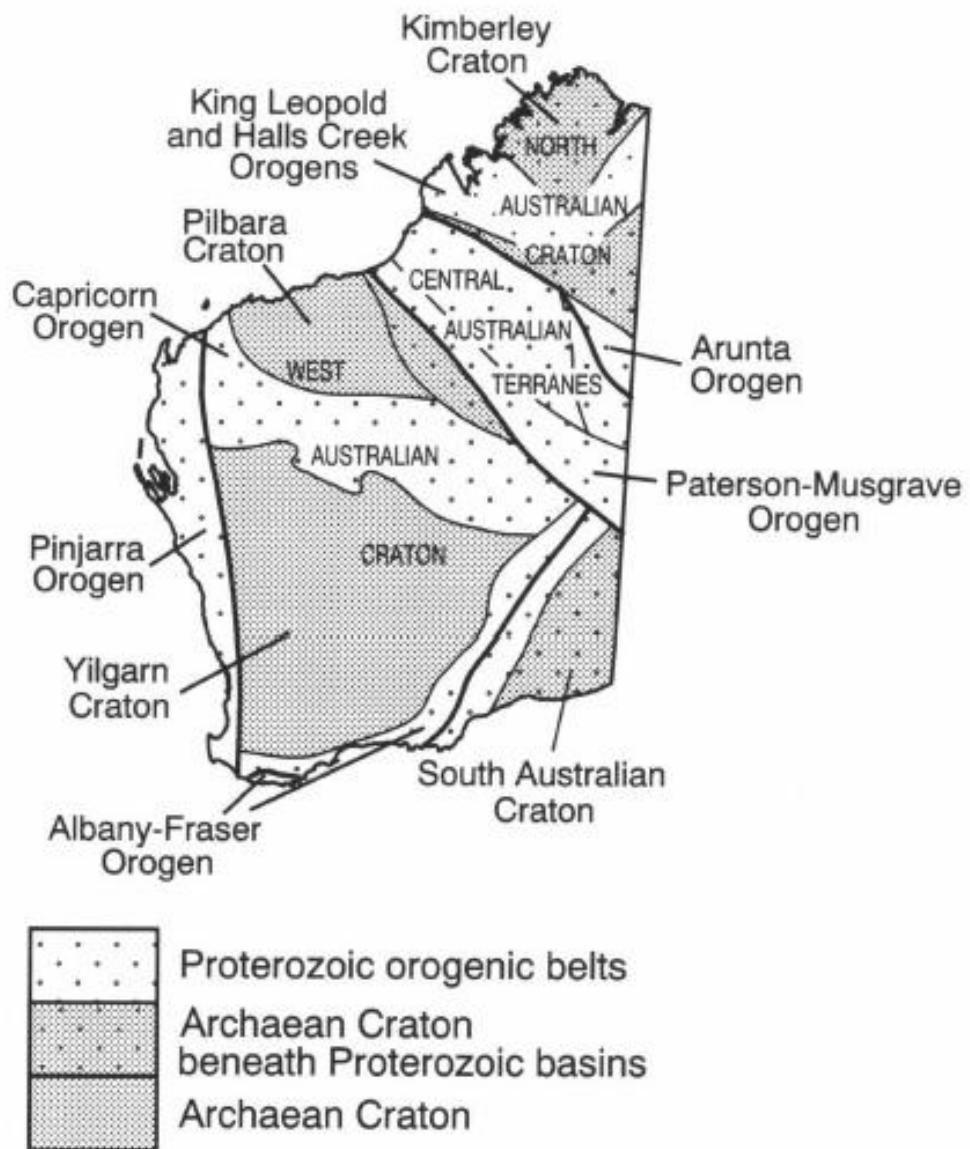 Kimberley
Craton
King Leopold
and Halls Creek
Orogens
NORTH
AUSTRALIAN
CRATON
Pilbara
Craton
CENTRAL
Capricorn
Orogen
AUSTRALIAN
Arunta
Orogen
WEST
TERRANES
AUSTRALIAN
Paterson-Musgrave
Orogen
Pinjarra
Orogen
CRATON
Yilgarn
Craton
South Australian
Craton
Albany-Fraser
Orogen
Proterozoic orogenic belts
Archaean Craton
beneath Proterozoic basins
Archaean Craton